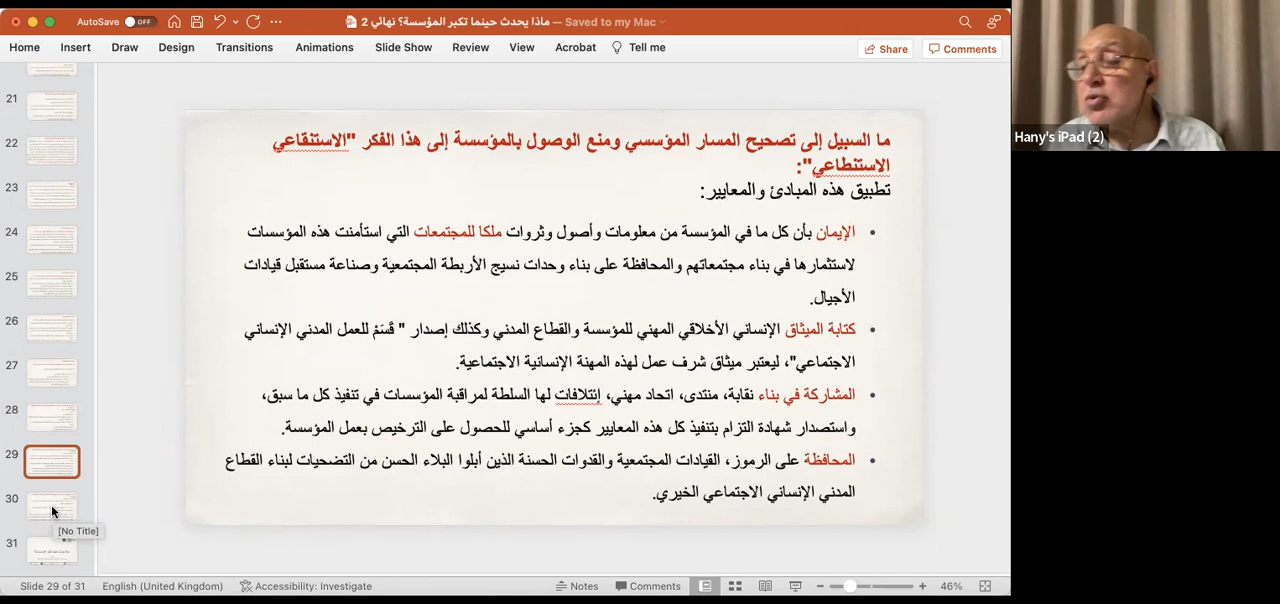 AutoSave OFF
ماذا يحدث حينما تكبر المؤسسة؟ نهائي 2 — Saved to my Mac
Home Insert Draw Design Transitions Animations Slide Show Review View Acrobat Tell me Share Comments
21
22
23
24
25
26
27
28
29
30
31
[No Title]
ما السبيل إلى تصحيح المسار المؤسسي ومنع الوصول بالمؤسسة إلى هذا الفكر "الاستنقاعي
الاستنطاعي":
تطبيق هذه المبادئ والمعايير:
• الإيمان بأن كل ما في المؤسسة من معلومات وأصول وثروات ملكا للمجتمعات التي استأمنت هذه المؤسسات
لاستثمارها في بناء مجتمعاتهم والمحافظة على بناء وحدات نسيج الأربطة المجتمعية وصناعة مستقبل قيادات
الأجيال.
• كتابة الميثاق الإنساني الأخلاقي المهني للمؤسسة والقطاع المدني وكذلك إصدار " قَسَمْ للعمل المدني الإنساني
الاجتماعي"، ليعتبر ميثاق شرف عمل لهذه المهنة الإنسانية الاجتماعية.
• المشاركة في بناء نقابة، منتدى، اتحاد مهني، إئتلافات لها السلطة لمراقبة المؤسسات في تنفيذ كل ما سبق،
واستصدار شهادة التزام بتنفيذ كل هذه المعايير كجزء أساسي للحصول على الترخيص بعمل المؤسسة.
• المحافظة على الرموز، القيادات المجتمعية والقدوات الحسنة الذين ابلوا البلاء الحسن من التضحيات لبناء القطاع
المدني الإنساني الاجتماعي الخيري.
Slide 29 of 31 English (United Kingdom) Accessibility: Investigate Notes Comments 46%
Hany's iPad (2)